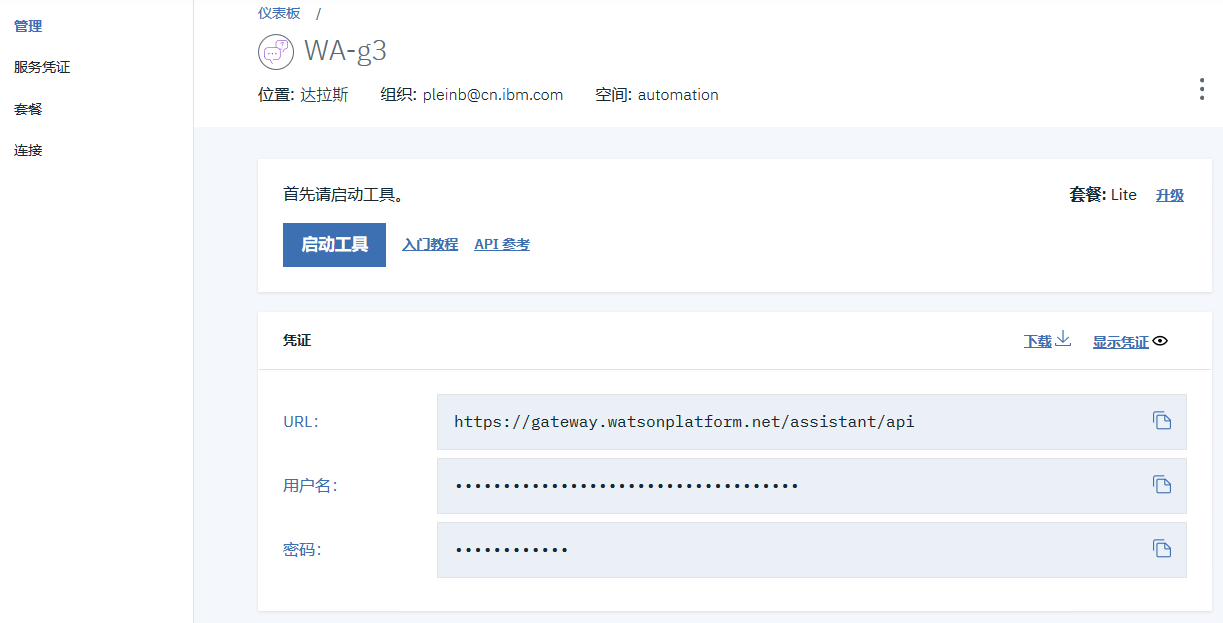 管理
服务凭证
套餐
连接
仪表板 /
WA-g3
位置: 达拉斯 组织: pleinb@cn.ibm.com 空间: automation
首先请启动工具。 套餐: Lite 升级
启动工具 入门教程 API 参考
凭证 下载 显示凭证
URL: https://gateway.watsonplatform.net/assistant/api
用户名: ••••••••••••••••••••••••••••••••••••
密码: ••••••••••••